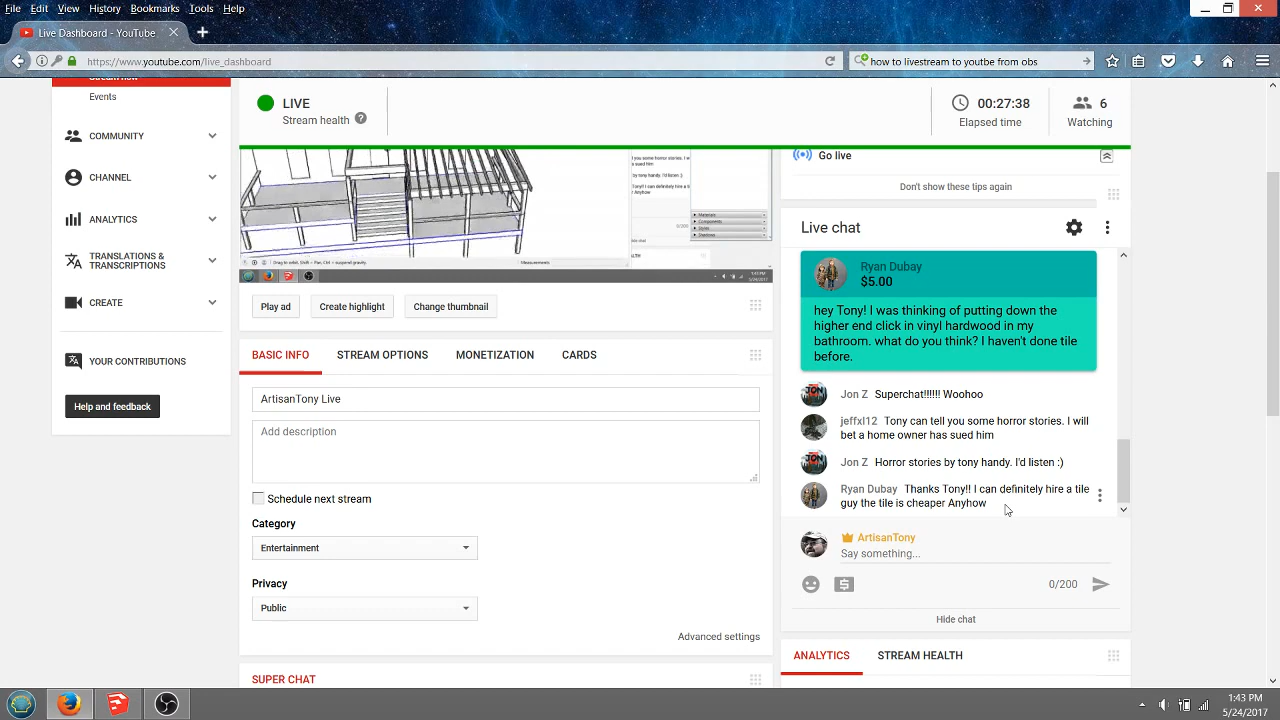 File Edit View History Bookmarks Tools Help
Live Dashboard - YouTube
https://www.youtube.com/live_dashboard
how to livestream to youtbe from obs
Events
COMMUNITY
CHANNEL
ANALYTICS
TRANSLATIONS &
TRANSCRIPTIONS
CREATE
YOUR CONTRIBUTIONS
Help and feedback
LIVE
Stream health
00:27:38
Elapsed time
6
Watching
Measurements
Play ad
Create highlight
Change thumbnail
BASIC INFO
STREAM OPTIONS
MONETIZATION
CARDS
ArtisanTony Live
Add description
Schedule next stream
Category
Entertainment
Privacy
Public
Advanced settings
SUPER CHAT
Go live
Don't show these tips again
Live chat
Ryan Dubay
$5.00
hey Tony! I was thinking of putting down the
higher end click in vinyl hardwood in my
bathroom. what do you think? I haven't done tile
before.
Jon Z Superchat!!!!!! Woohoo
jeffxl12 Tony can tell you some horror stories. I will
bet a home owner has sued him
Jon Z Horror stories by tony handy. I'd listen :)
Ryan Dubay Thanks Tony!! I can definitely hire a tile
guy the tile is cheaper Anyhow
ArtisanTony
Say something...
0/200
Hide chat
ANALYTICS
STREAM HEALTH
1:43 PM
5/24/2017